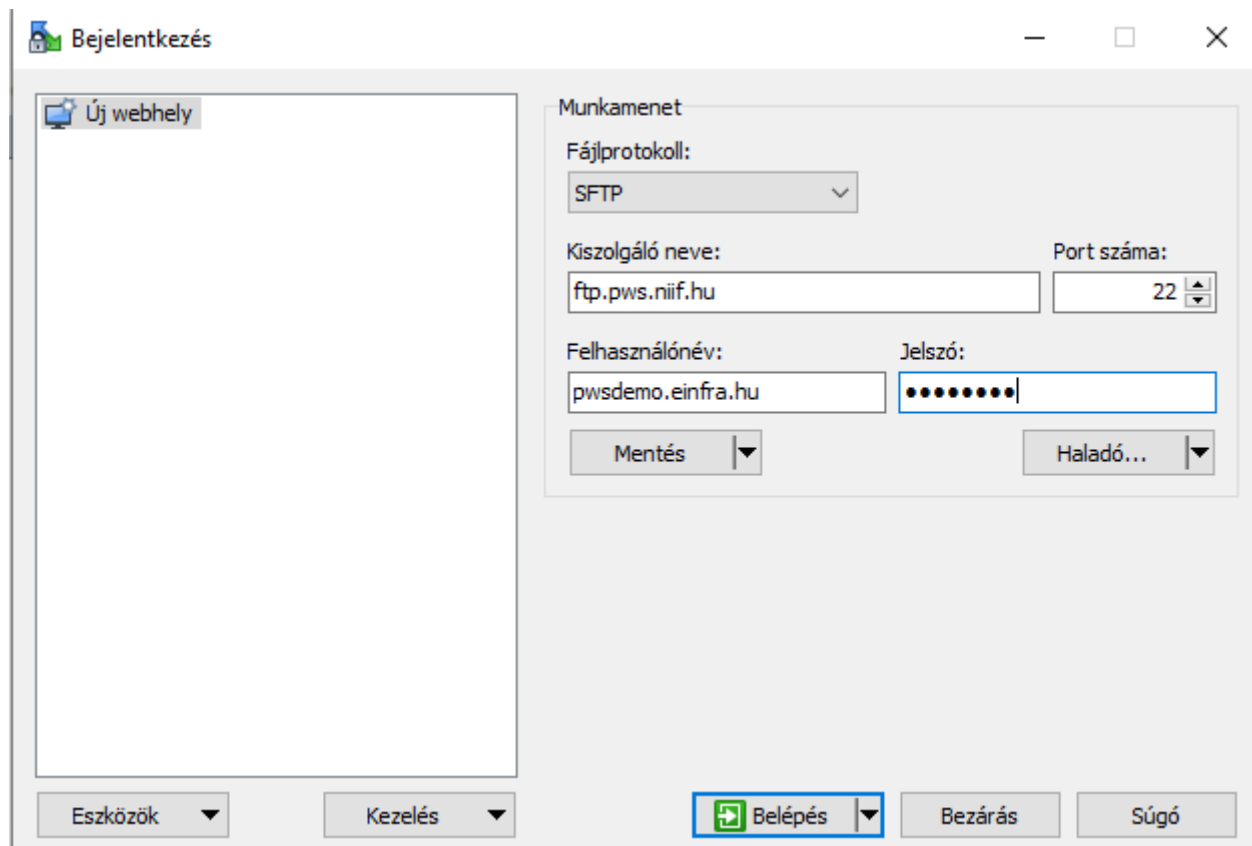 Bejelentkezés
Új webhely
Munkamenet
Fájlprotokoll:
SFTP
Kiszolgáló neve: Port száma:
ftp.pws.niif.hu 22
Felhasználónév: Jelszó:
pwsdemo.einfra.hu ••••••••
Mentés Haladó...
Eszközök Kezelés Belépés Bezárás Súgó